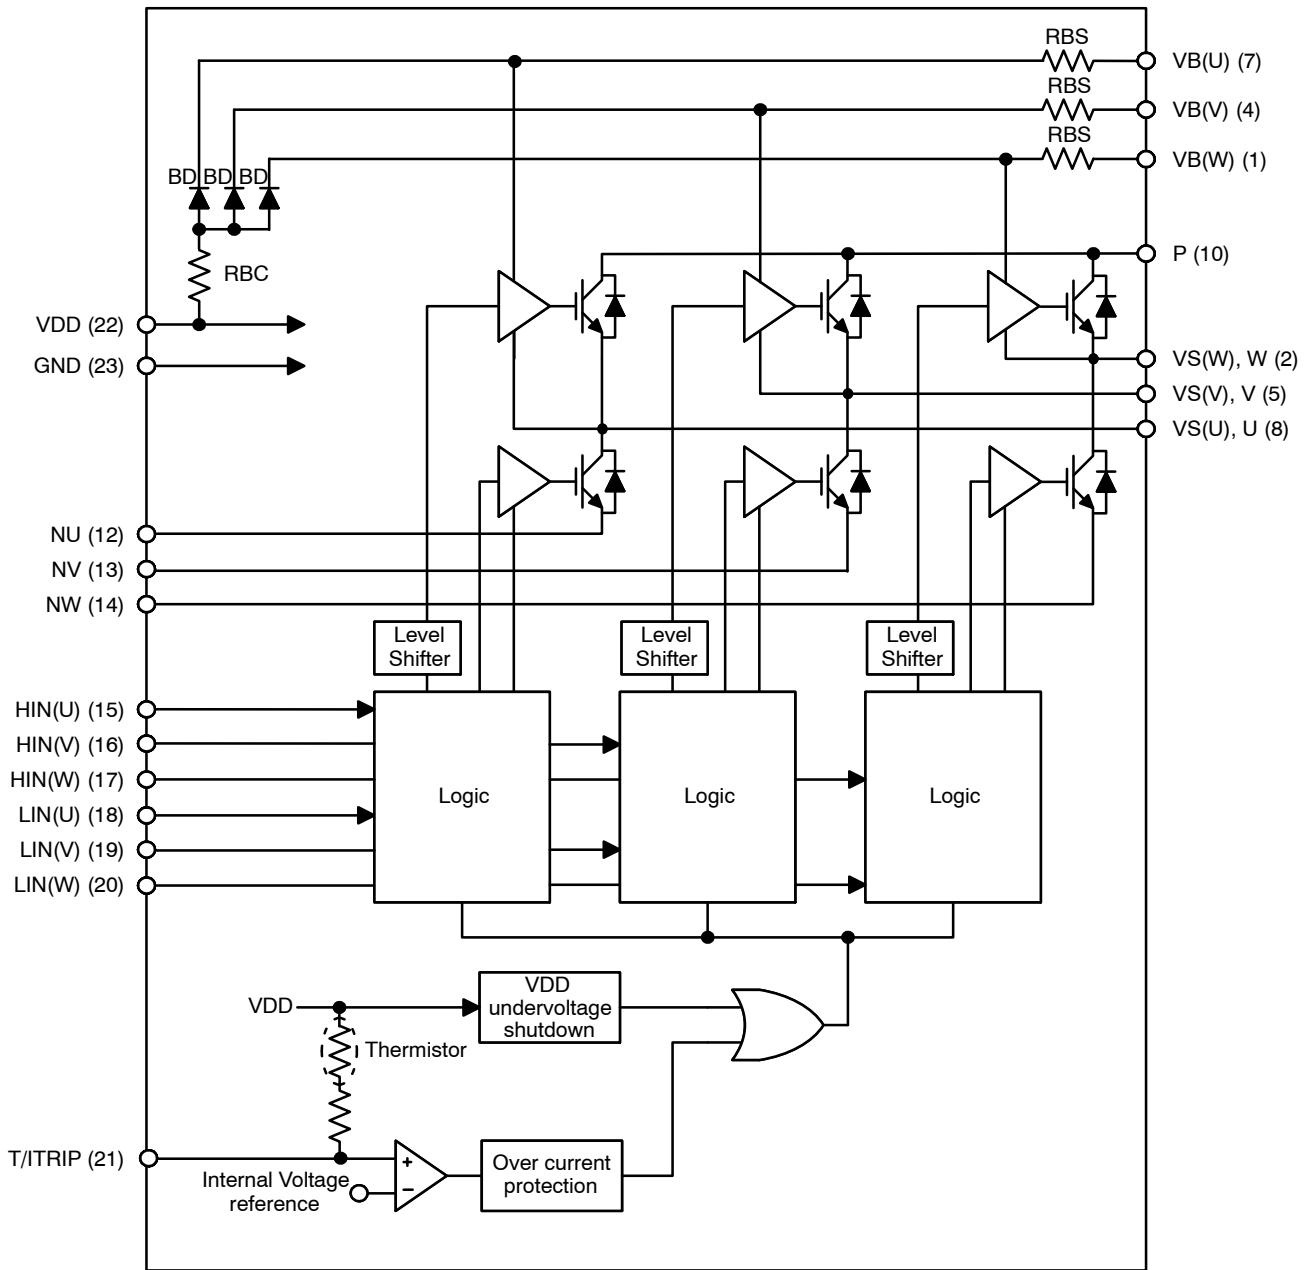 RBS
VB(U) (7)
RBS
VB(V) (4)
RBS
VB(W) (1)
BD BD BD
P (10)
RBC
VDD (22)
GND (23)
VS(W), W (2)
VS(V), V (5)
VS(U), U (8)
NU (12)
NV (13)
NW (14)
Level
Shifter
Level
Shifter
Level
Shifter
HIN(U) (15)
HIN(V) (16)
HIN(W) (17)
LIN(U) (18)
LIN(V) (19)
LIN(W) (20)
Logic
Logic
Logic
VDD
VDD
undervoltage
shutdown
Thermistor
T/ITRIP (21)
Internal Voltage
reference
+
−
Over current
protection